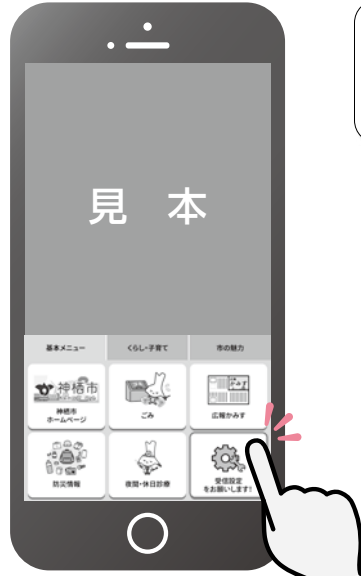 見 本
基本メニュー
くらし・子育て
市の魅力
神栖市
神栖市
ホームページ
ごみ
かみす
広報かみす
防災情報
夜間・休日診療
受信設定
をお願いします!